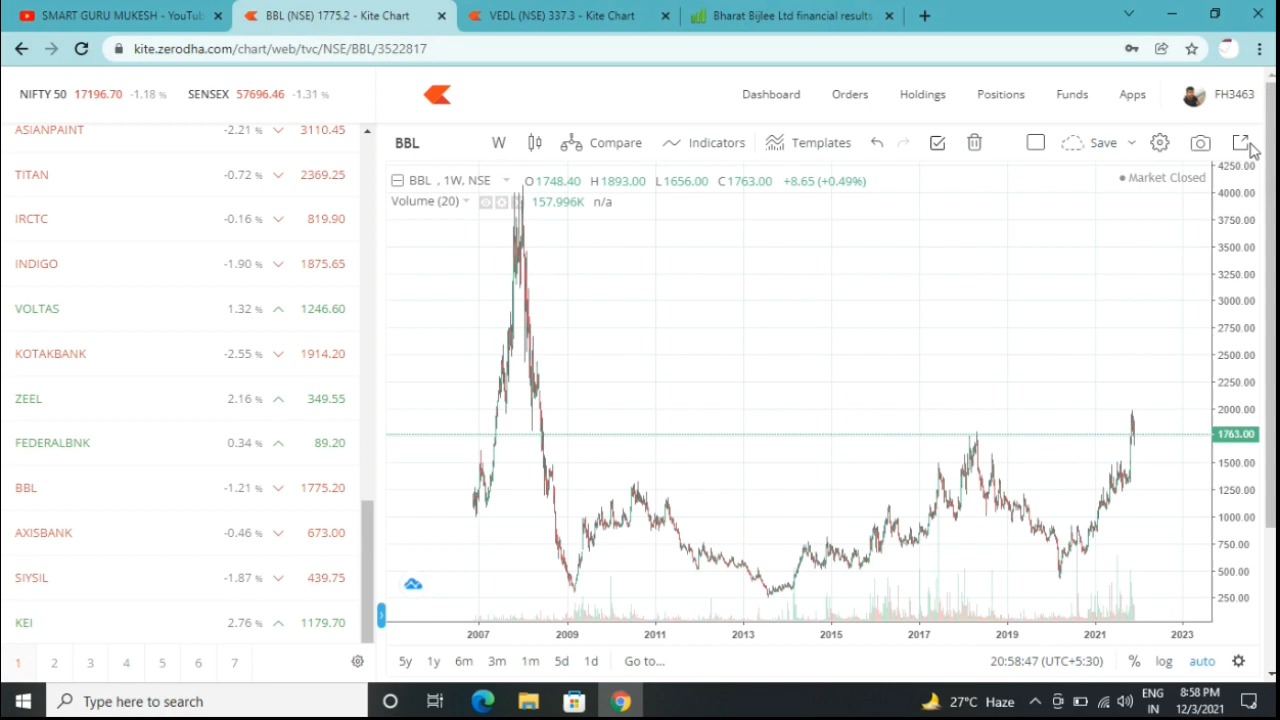 SMART GURU MUKESH - YouTub
BBL (NSE) 1775.2 - Kite Chart
VEDL (NSE) 337.3 - Kite Chart
Bharat Bijlee Ltd financial results
kite.zerodha.com/chart/web/tvc/NSE/BBL/3522817
NIFTY 50 17196.70 -1.18 % SENSEX 57696.46 -1.31 %
Dashboard Orders Holdings Positions Funds Apps FH3463
ASIANPAINT -2.21 % 3110.45
TITAN -0.72 % 2369.25
IRCTC -0.16 % 819.90
INDIGO -1.90 % 1875.65
VOLTAS 1.32 % 1246.60
KOTAKBANK -2.55 % 1914.20
ZEEL 2.16 % 349.55
FEDERALBNK 0.34 % 89.20
BBL -1.21 % 1775.20
AXISBANK -0.46 % 673.00
SIYSIL -1.87 % 439.75
KEI 2.76 % 1179.70
1 2 3 4 5 6 7
BBL W Compare Indicators Templates Save
BBL , 1W, NSE O1748.40 H1893.00 L1656.00 C1763.00 +8.65 (+0.49%)
Market Closed
Volume (20) 157.996K n/a
4250.00
4000.00
3750.00
3500.00
3250.00
3000.00
2750.00
2500.00
2250.00
2000.00
1763.00
1500.00
1250.00
1000.00
750.00
500.00
250.00
2007 2009 2011 2013 2015 2017 2019 2021 2023
5y 1y 6m 3m 1m 5d 1d Go to... 20:58:47 (UTC+5:30) % log auto
Type here to search
27°C Haze
ENG
IN
8:58 PM
12/3/2021